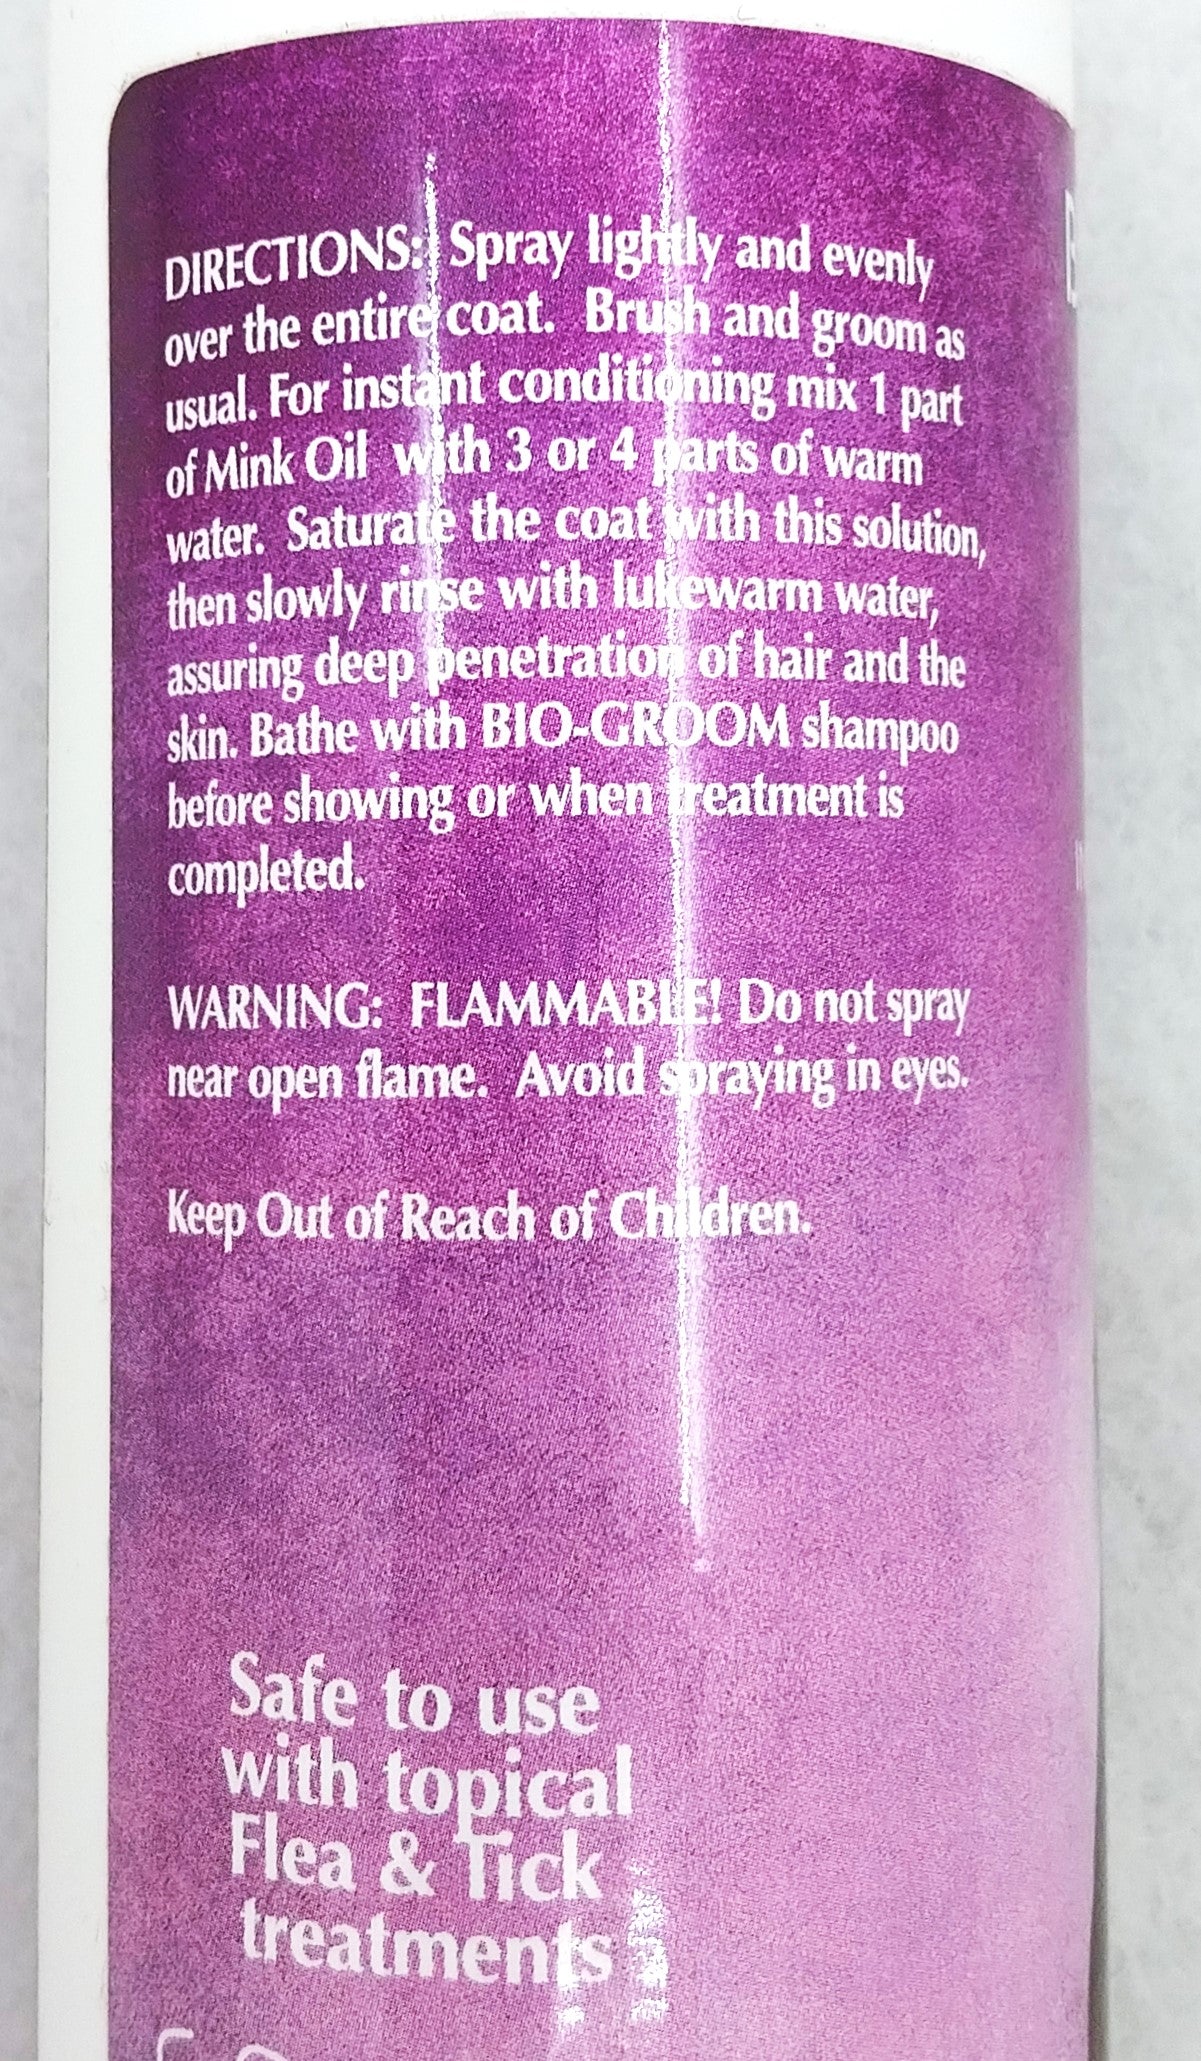 DIRECTIONS: Spray lightly and evenly
over the entire coat. Brush and groom as
usual. For instant conditioning mix 1 part
of Mink Oil with 3 or 4 parts of warm
water. Saturate the coat with this solution,
then slowly rinse with lukewarm water,
assuring deep penetration of hair and the
skin. Bathe with BIO-GROOM shampoo
before showing or when treatment is
completed.
WARNING: FLAMMABLE! Do not spray
near open flame. Avoid spraying in eyes.
Keep Out of Reach of Children.
Safe to use
with topical
Flea & Tick
treatments